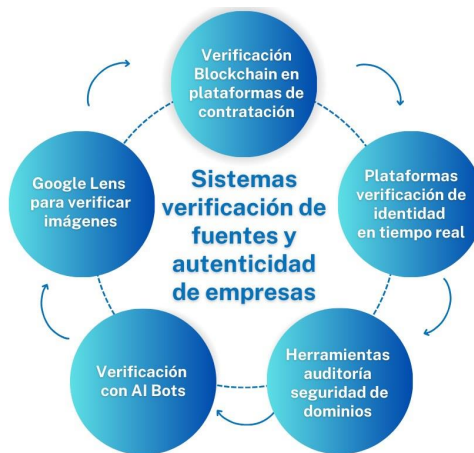 Verificación
Blockchain en
plataformas de
contratación
Plataformas
verificación de
identidad
en tiempo real
Herramientas
auditoría
seguridad de
dominios
Verificación
con AI Bots
Google Lens
para verificar
imágenes
Sistemas
verificación de
fuentes y
autenticidad
de empresas